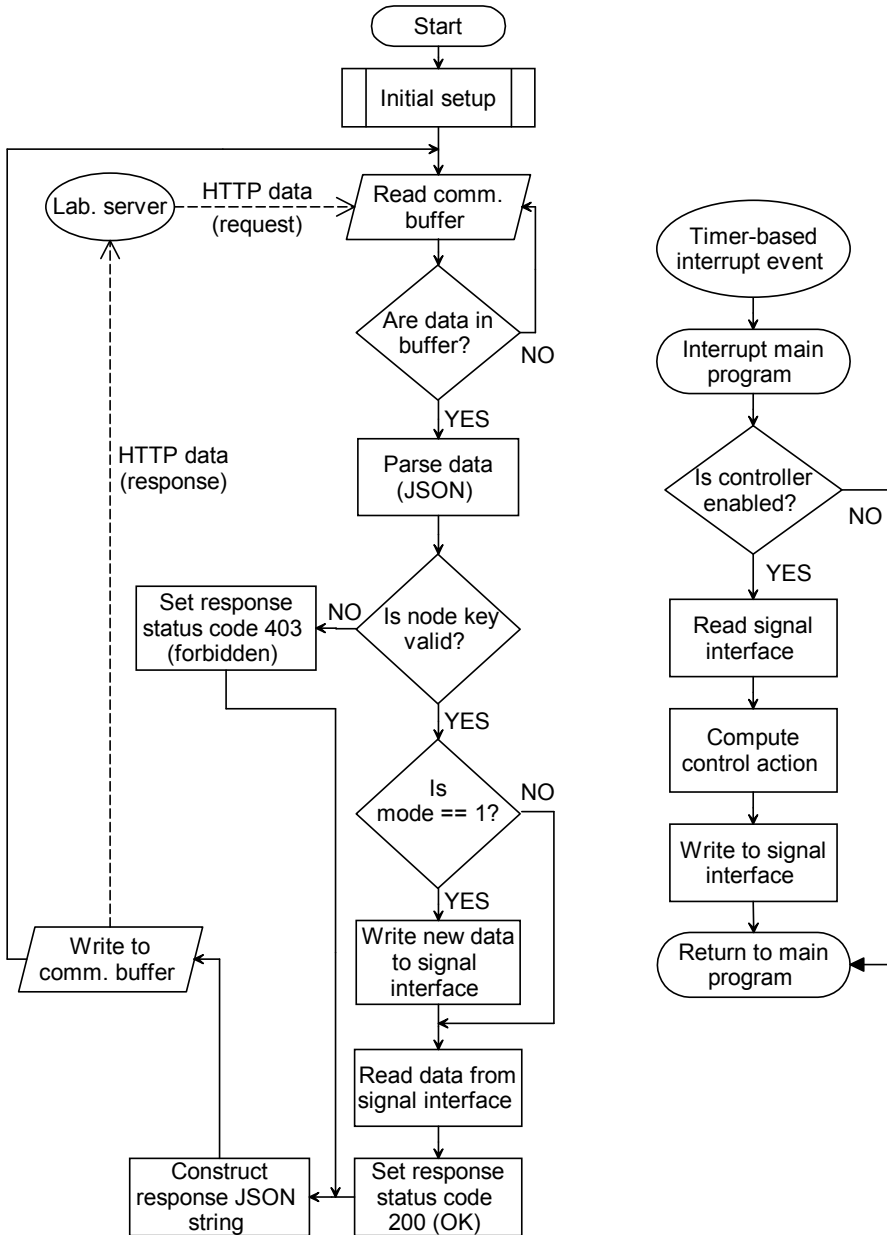 Start
Initial setup
Lab. server
HTTP data
(request)
Read comm.
buffer
Are data in
buffer?
NO
YES
HTTP data
(response)
Parse data
(JSON)
Set response
status code 403
(forbidden)
NO
Is node key
valid?
YES
Is
mode == 1?
NO
YES
Write new data
to signal
interface
Write to
comm. buffer
Read data from
signal interface
Construct
response JSON
string
Set response
status code
200 (OK)
Timer-based
interrupt event
Interrupt main
program
Is controller
enabled?
NO
YES
Read signal
interface
Compute
control action
Write to signal
interface
Return to main
program